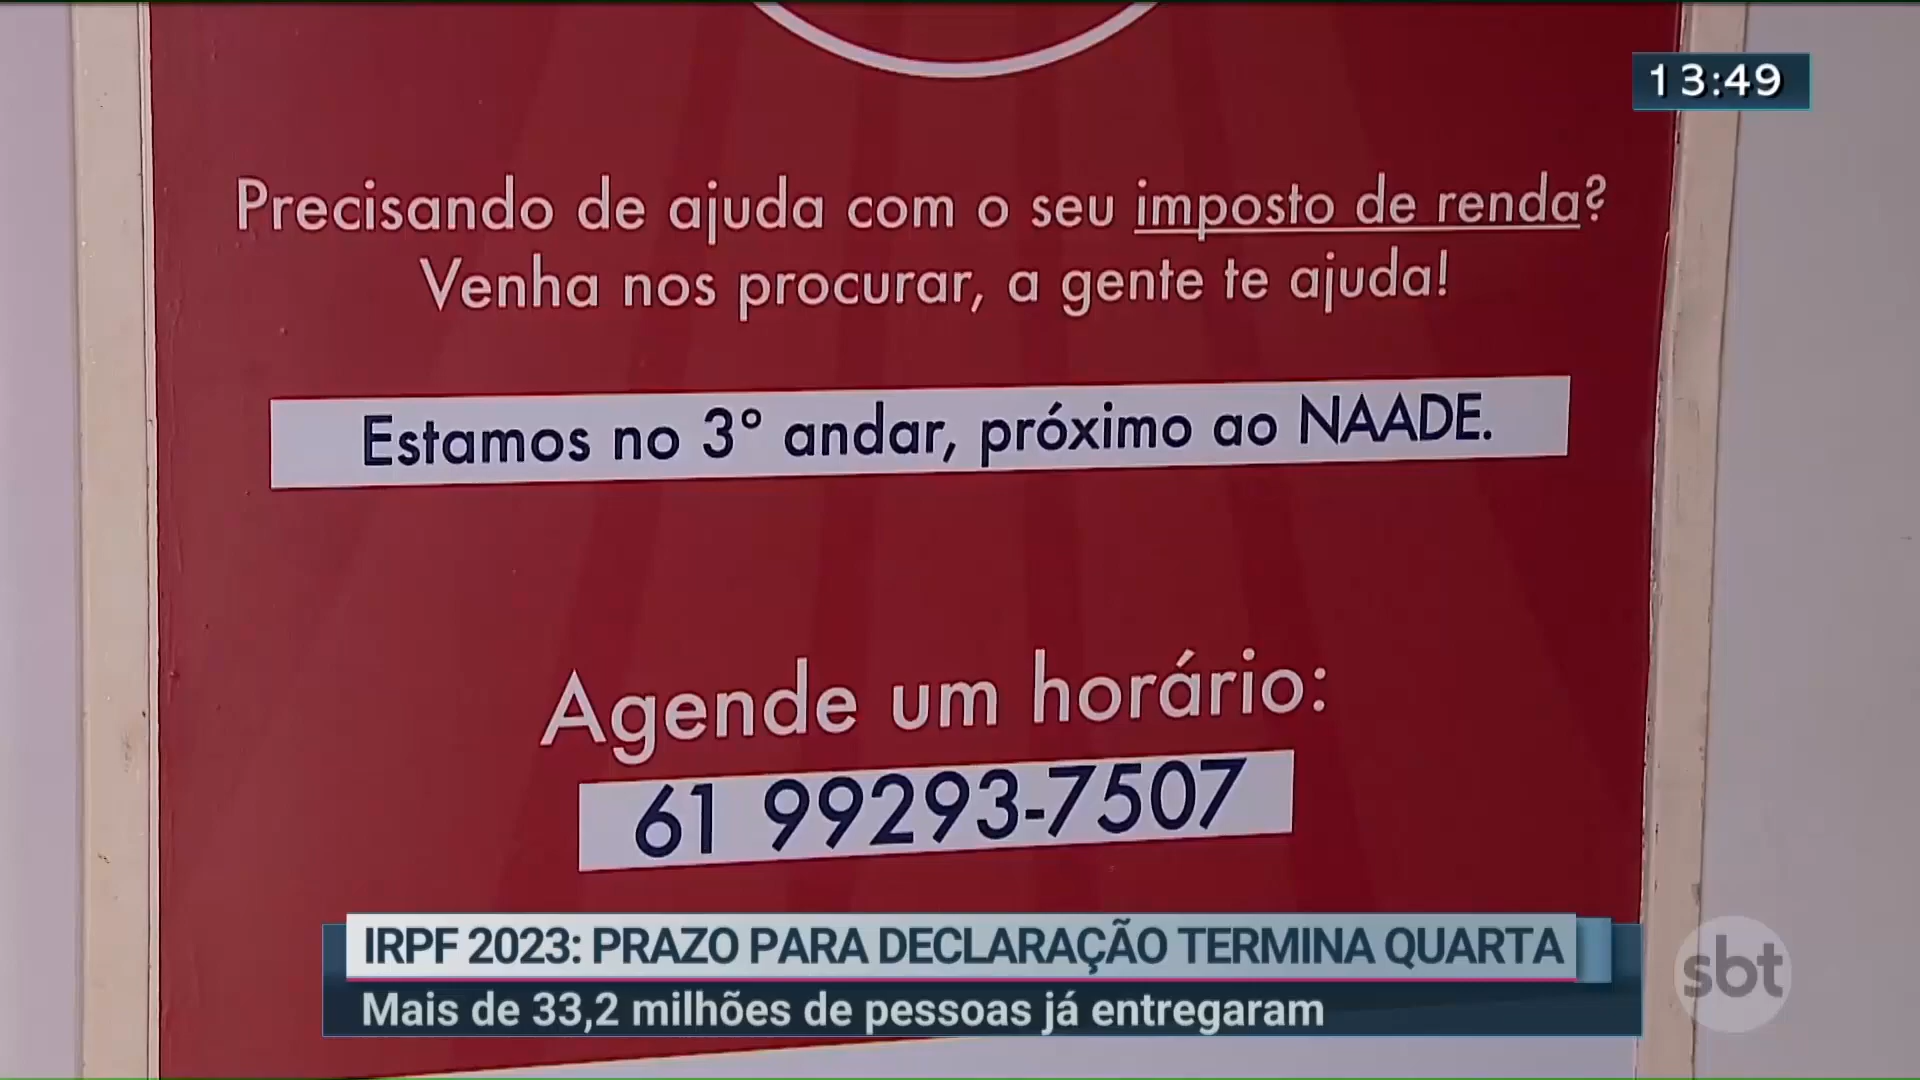 13:49
Precisando de ajuda com o seu imposto de renda?
Venha nos procurar, a gente te ajuda!
Estamos no 3º andar, próximo ao NAADE.
Agende um horário:
61 99293-7507
IRPF 2023: PRAZO PARA DECLARAÇÃO TERMINA QUARTA
Mais de 33,2 milhões de pessoas já entregaram
sbt